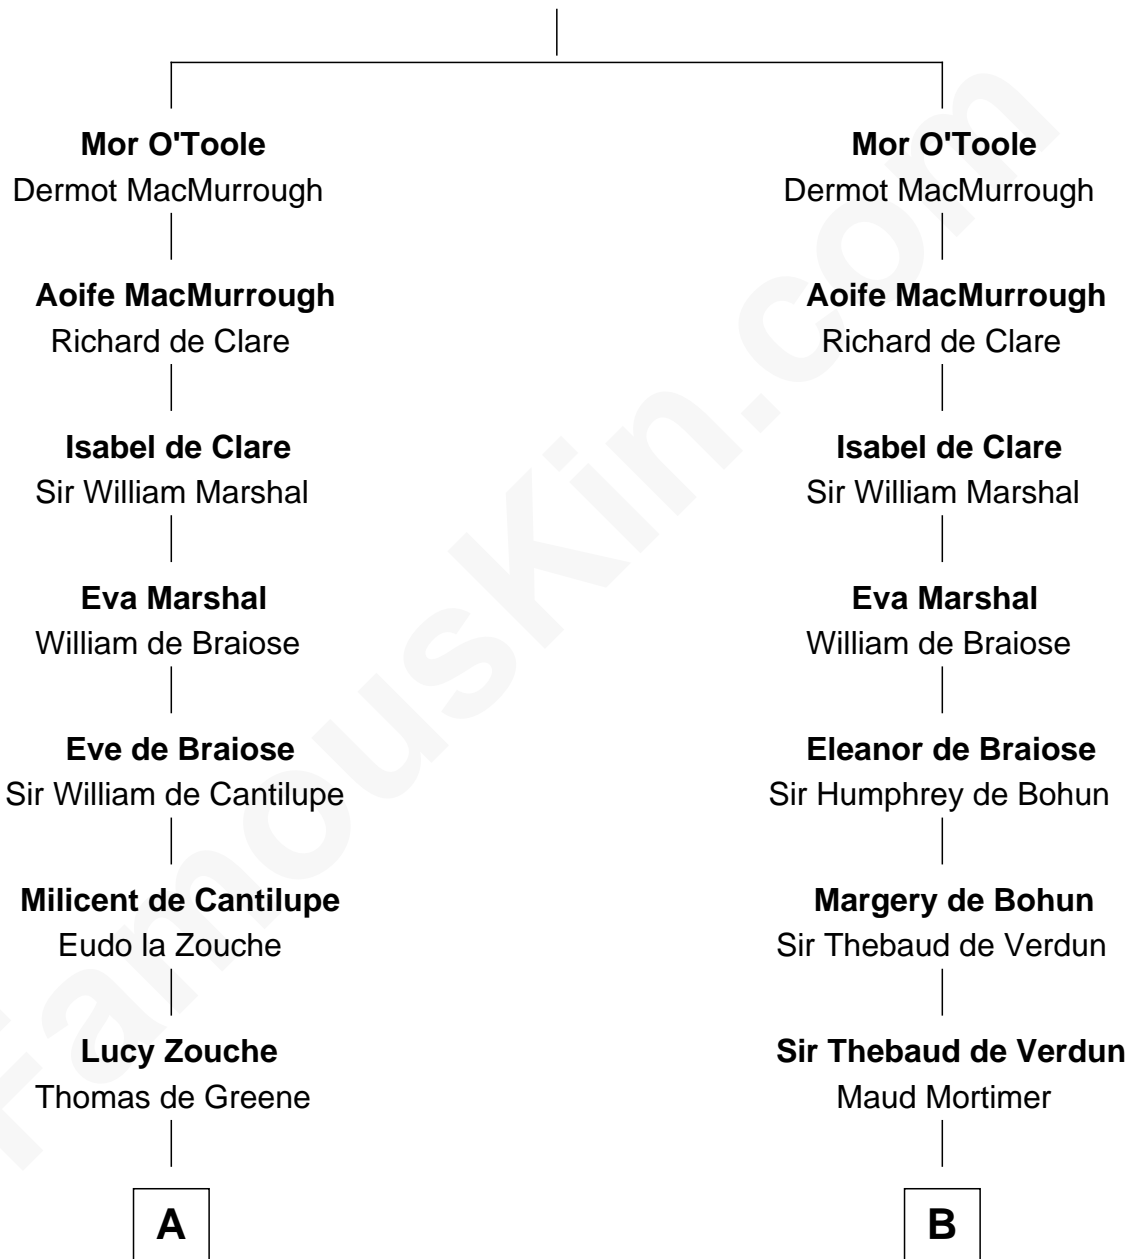 Mor O'Toole
Dermot MacMurrough
Aoife MacMurrough
Richard de Clare
Isabel de Clare
Sir William Marshal
Eva Marshal
William de Braiose
Eve de Braiose
Sir William de Cantilupe
Milicent de Cantilupe
Eudo la Zouche
Lucy Zouche
Thomas de Greene
A
Mor O'Toole
Dermot MacMurrough
Aoife MacMurrough
Richard de Clare
Isabel de Clare
Sir William Marshal
Eva Marshal
William de Braiose
Eleanor de Braiose
Sir Humphrey de Bohun
Margery de Bohun
Sir Thebaud de Verdun
Sir Thebaud de Verdun
Maud Mortimer
B
FamousKin.com